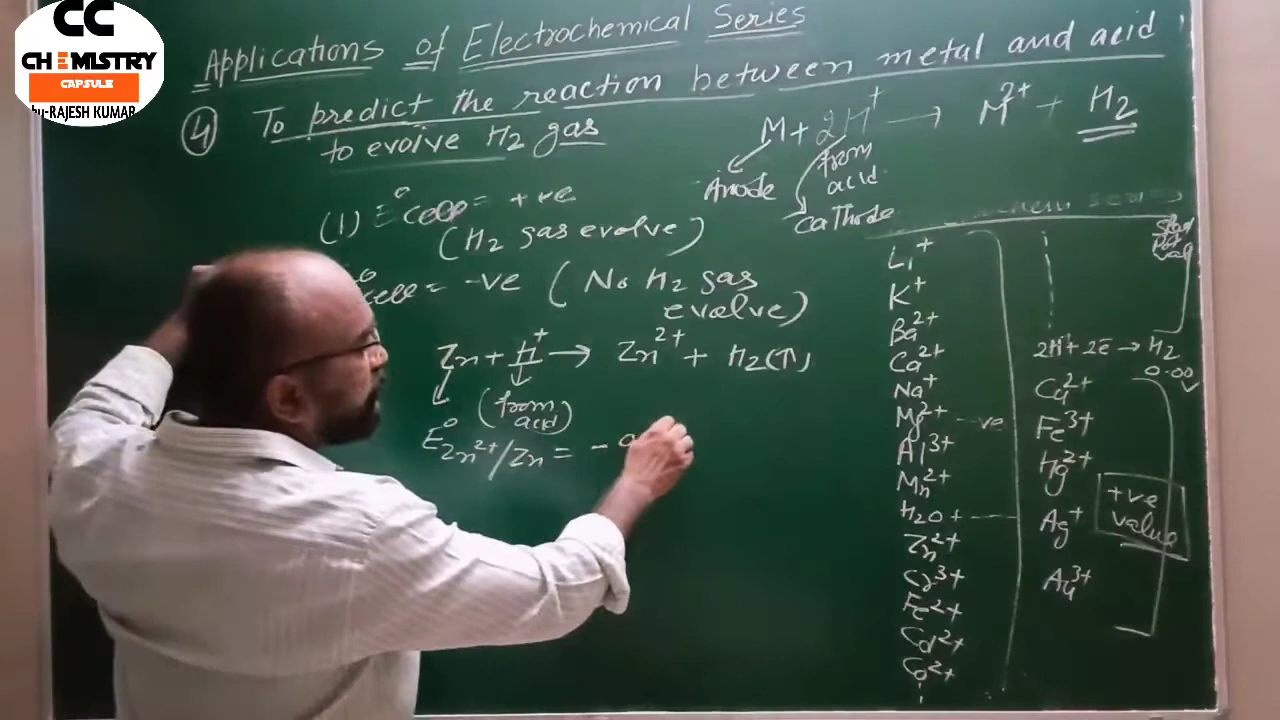 CC
CHEMISTRY
CAPSULE
by-RAJESH KUMAR
Applications of Electrochemical Series
④ To predict the reaction between metal and acid
to evolve H₂ gas
M + 2H⁺ → M²⁺ + H₂
Anode
from
acid
Cathode
(1) E°cell = +ve
(H₂ gas evolve)
cell = -ve (No H₂ gas
evolve)
Zn + H⁺ → Zn²⁺ + H₂(↑)
(from
acid)
E°Zn²⁺/Zn = -
Li⁺
K⁺
Ba²⁺
Ca²⁺
Na⁺
Mg²⁺ -ve
Al³⁺
Mn²⁺
H₂O +
Zn²⁺
Cr³⁺
Fe²⁺
Cd²⁺
Co²⁺
2H⁺ + 2e⁻ → H₂
0.00
V
Cu²⁺
Fe³⁺
Hg²⁺
Ag⁺
Au³⁺
+ve
value